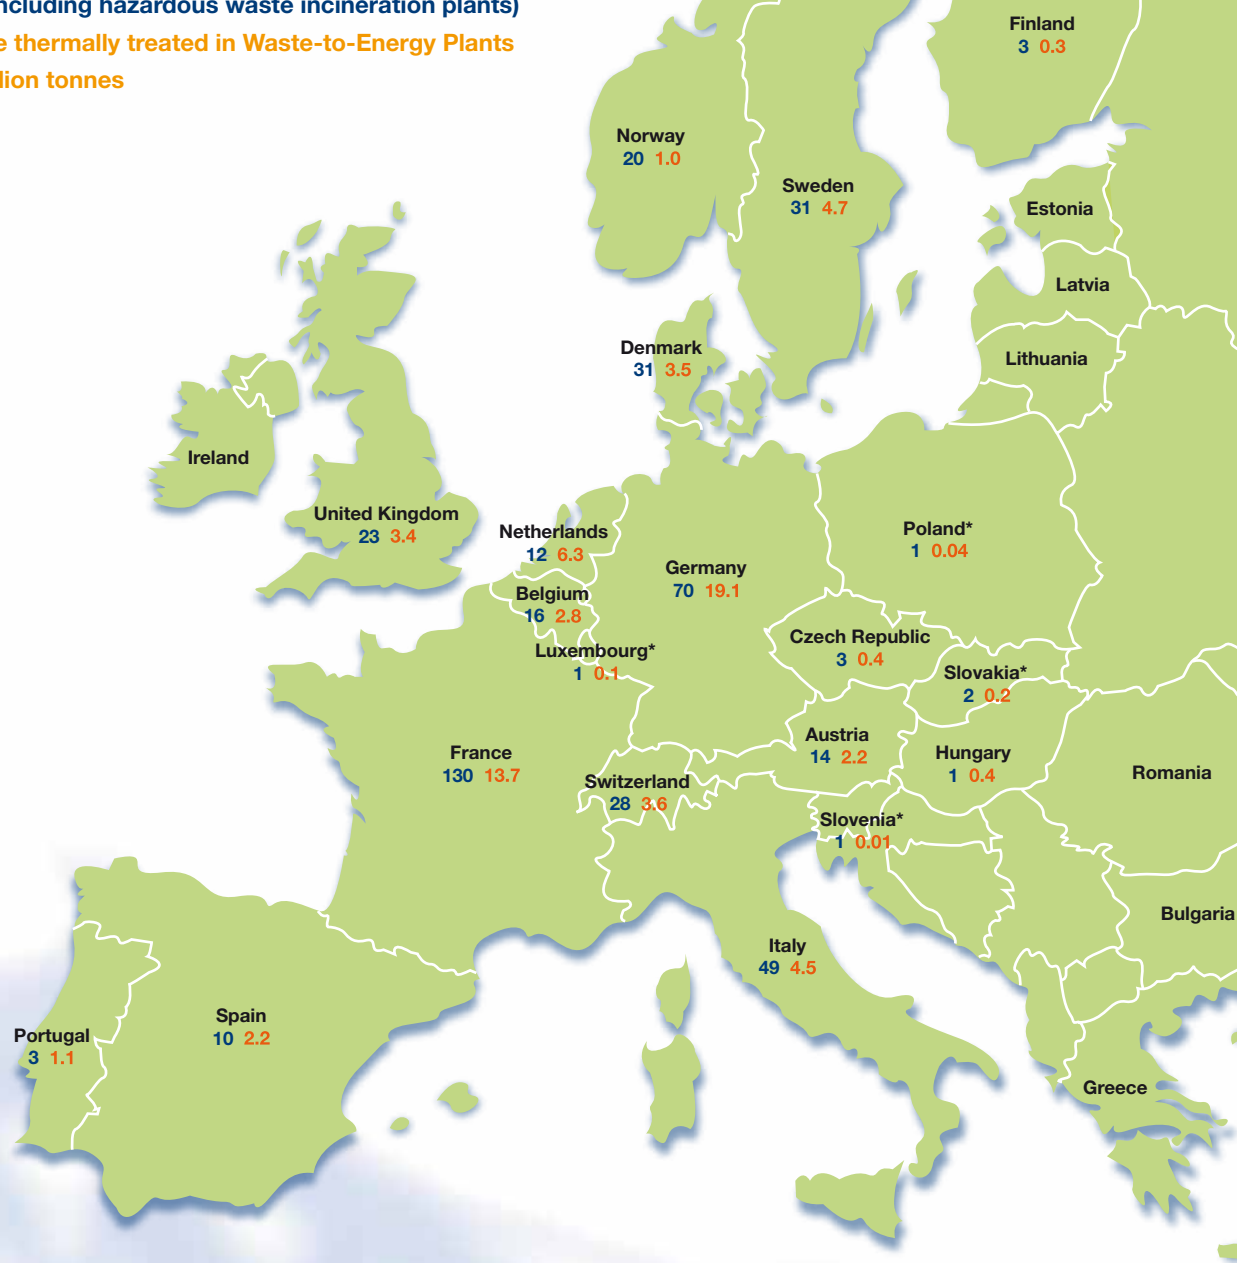 including hazardous waste incineration plants)
e thermally treated in Waste-to-Energy Plants
lion tonnes
Finland
3 0.3
Norway
20 1.0
Sweden
31 4.7
Estonia
Latvia
Denmark
31 3.5
Lithuania
Ireland
United Kingdom
23 3.4
Netherlands
12 6.3
Poland*
1 0.04
Germany
70 19.1
Belgium
16 2.8
Czech Republic
3 0.4
Luxembourg*
1 0.1
Slovakia*
2 0.2
Austria
14 2.2
France
130 13.7
Hungary
1 0.4
Romania
Switzerland
28 3.6
Slovenia*
1 0.01
Bulgaria
Italy
49 4.5
Spain
10 2.2
Portugal
3 1.1
Greece